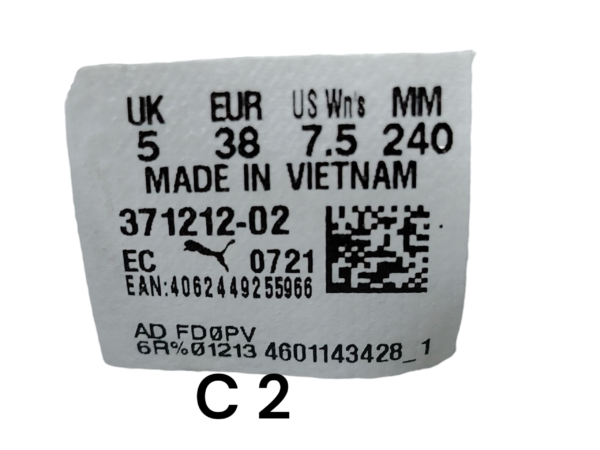 UK EUR US Wn's MM
5 38 7.5 240
MADE IN VIETNAM
371212-02
EC 0721
EAN:4062449255966
AD FD0PV
6R%01213 4601143428_1
C 2